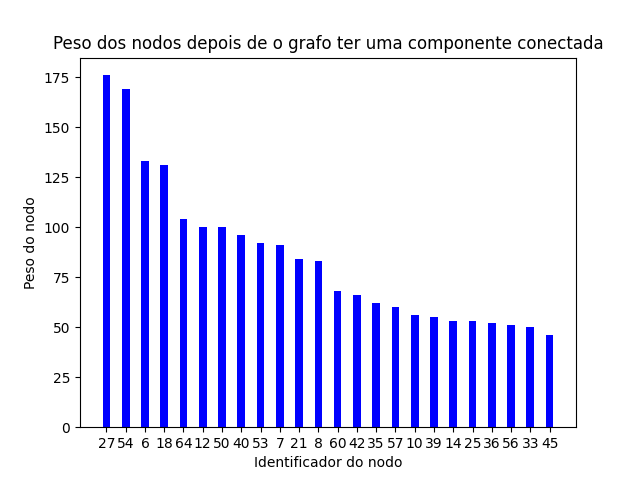 Peso dos nodos depois de o grafo ter uma componente conectada
175
150
125
100
75
50
25
0
Peso do nodo
27 54 6 18 64 12 50 40 53 7 21 8 60 42 35 57 10 39 14 25 36 56 33 45
Identificador do nodo